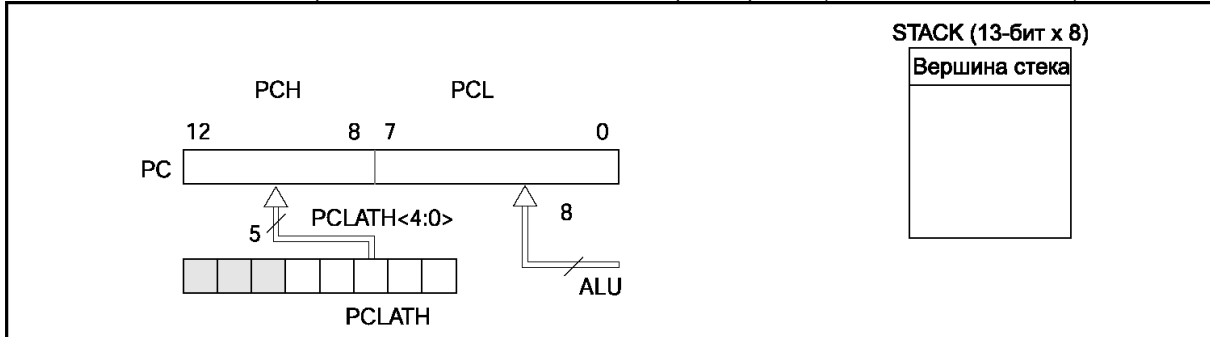 STACK (13-бит x 8)
Вершина стека
PCH PCL
12 8 7 0
PC
5 PCLATH<4:0> 8
ALU
PCLATH